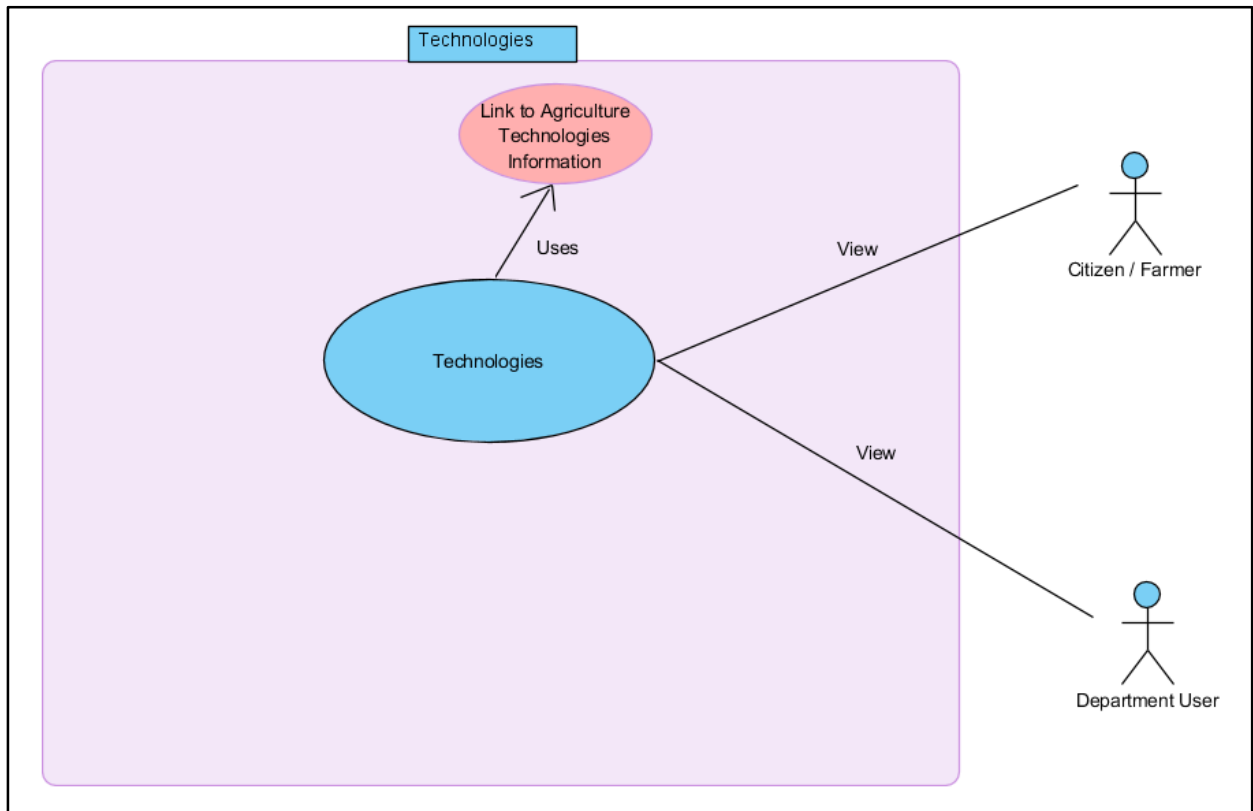 Technologies
Link to Agriculture
Technologies
Information
Uses
View
Citizen / Farmer
Technologies
View
Department User